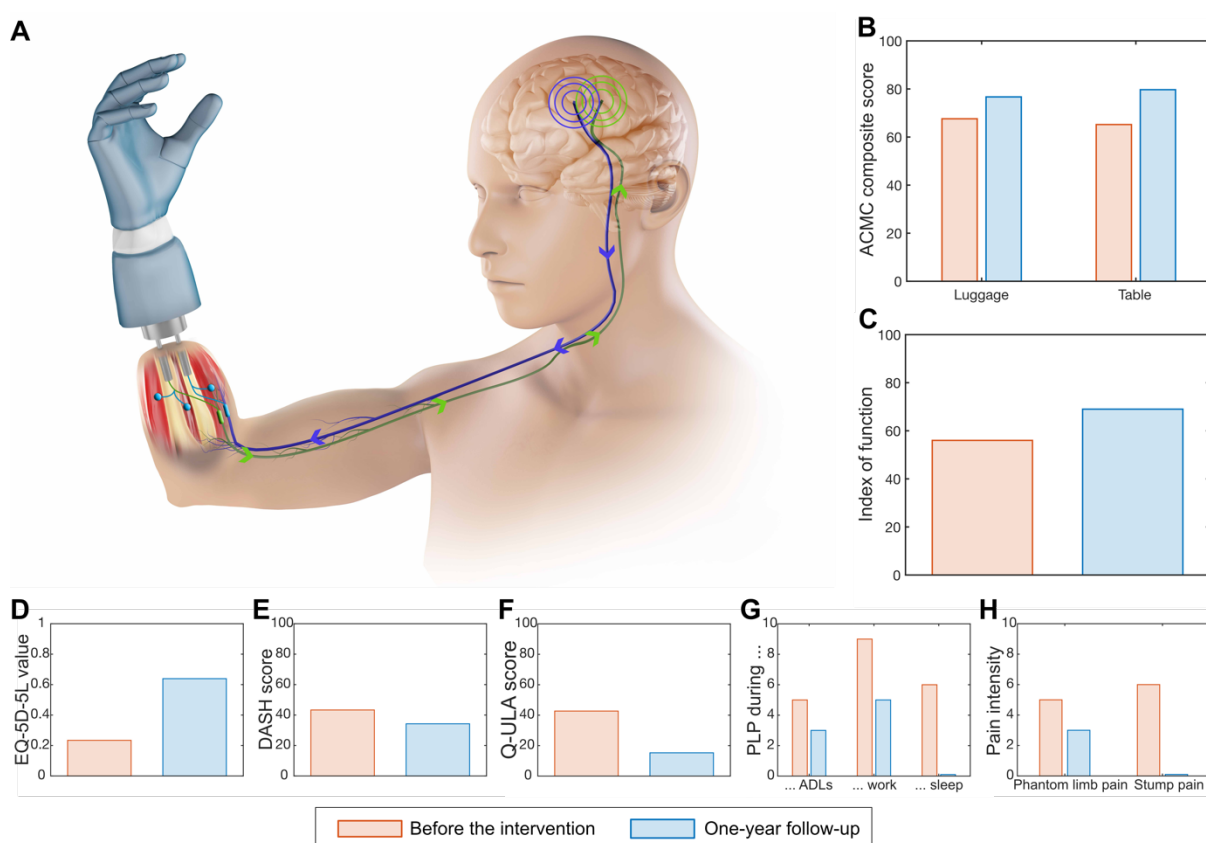 A
B
ACMC composite score
100
80
60
40
20
0
Luggage Table
C
Index of function
100
80
60
40
20
0
D
EQ-5D-5L value
1
0.8
0.6
0.4
0.2
0
E
DASH score
100
80
60
40
20
0
F
Q-ULA score
100
80
60
40
20
0
G
PLP during ...
10
8
6
4
2
0
... ADLs ... work ... sleep
H
Pain intensity
10
8
6
4
2
0
Phantom limb pain Stump pain
Before the intervention One-year follow-up